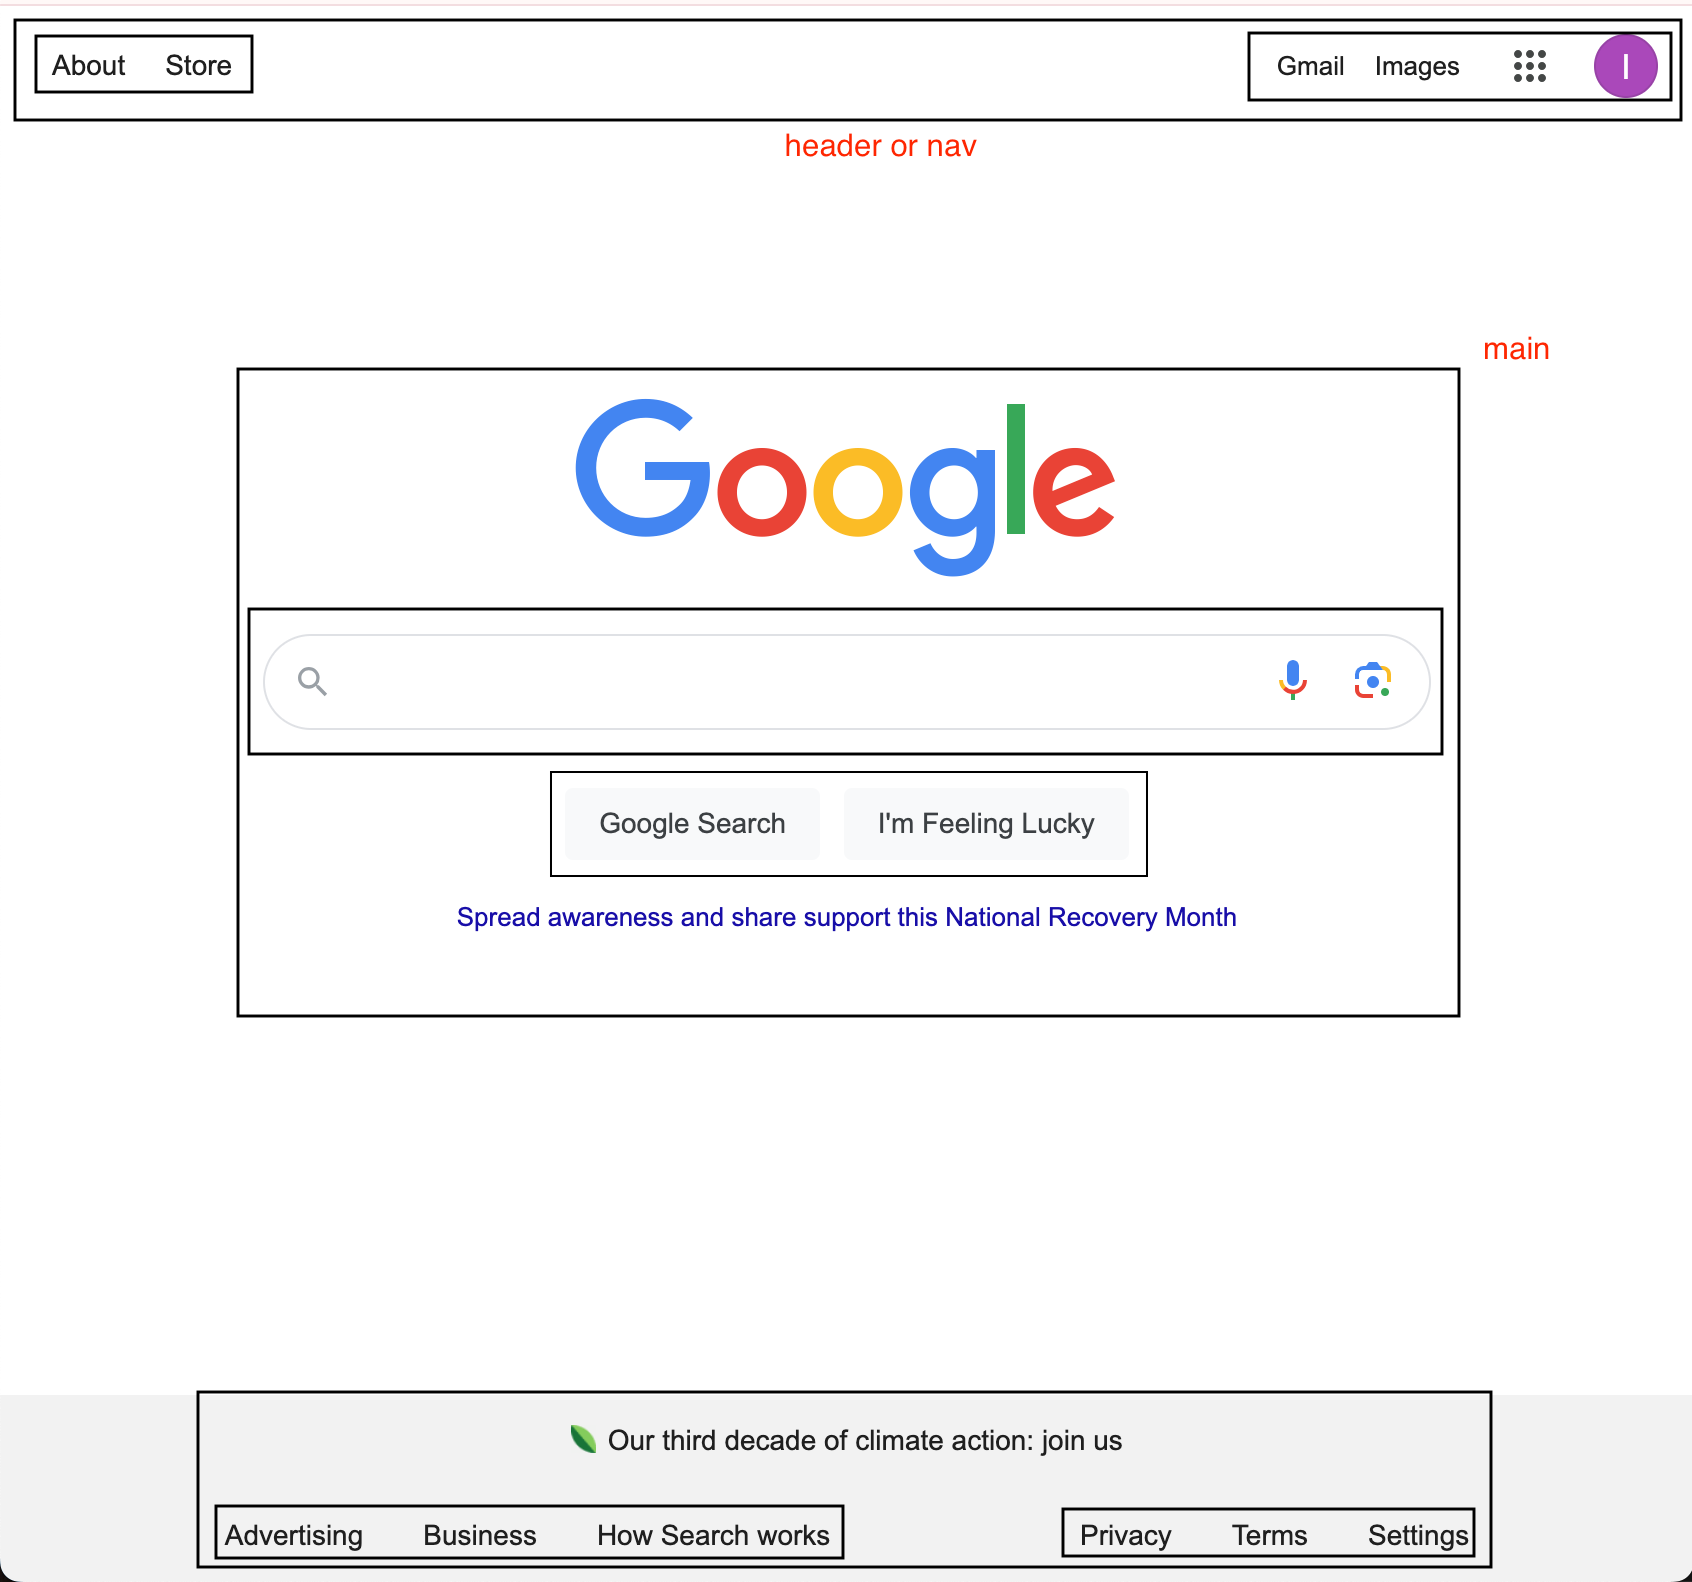 About Store Gmail Images I
header or nav
main
Google
Google Search I'm Feeling Lucky
Spread awareness and share support this National Recovery Month
Our third decade of climate action: join us
Advertising Business How Search works Privacy Terms Settings